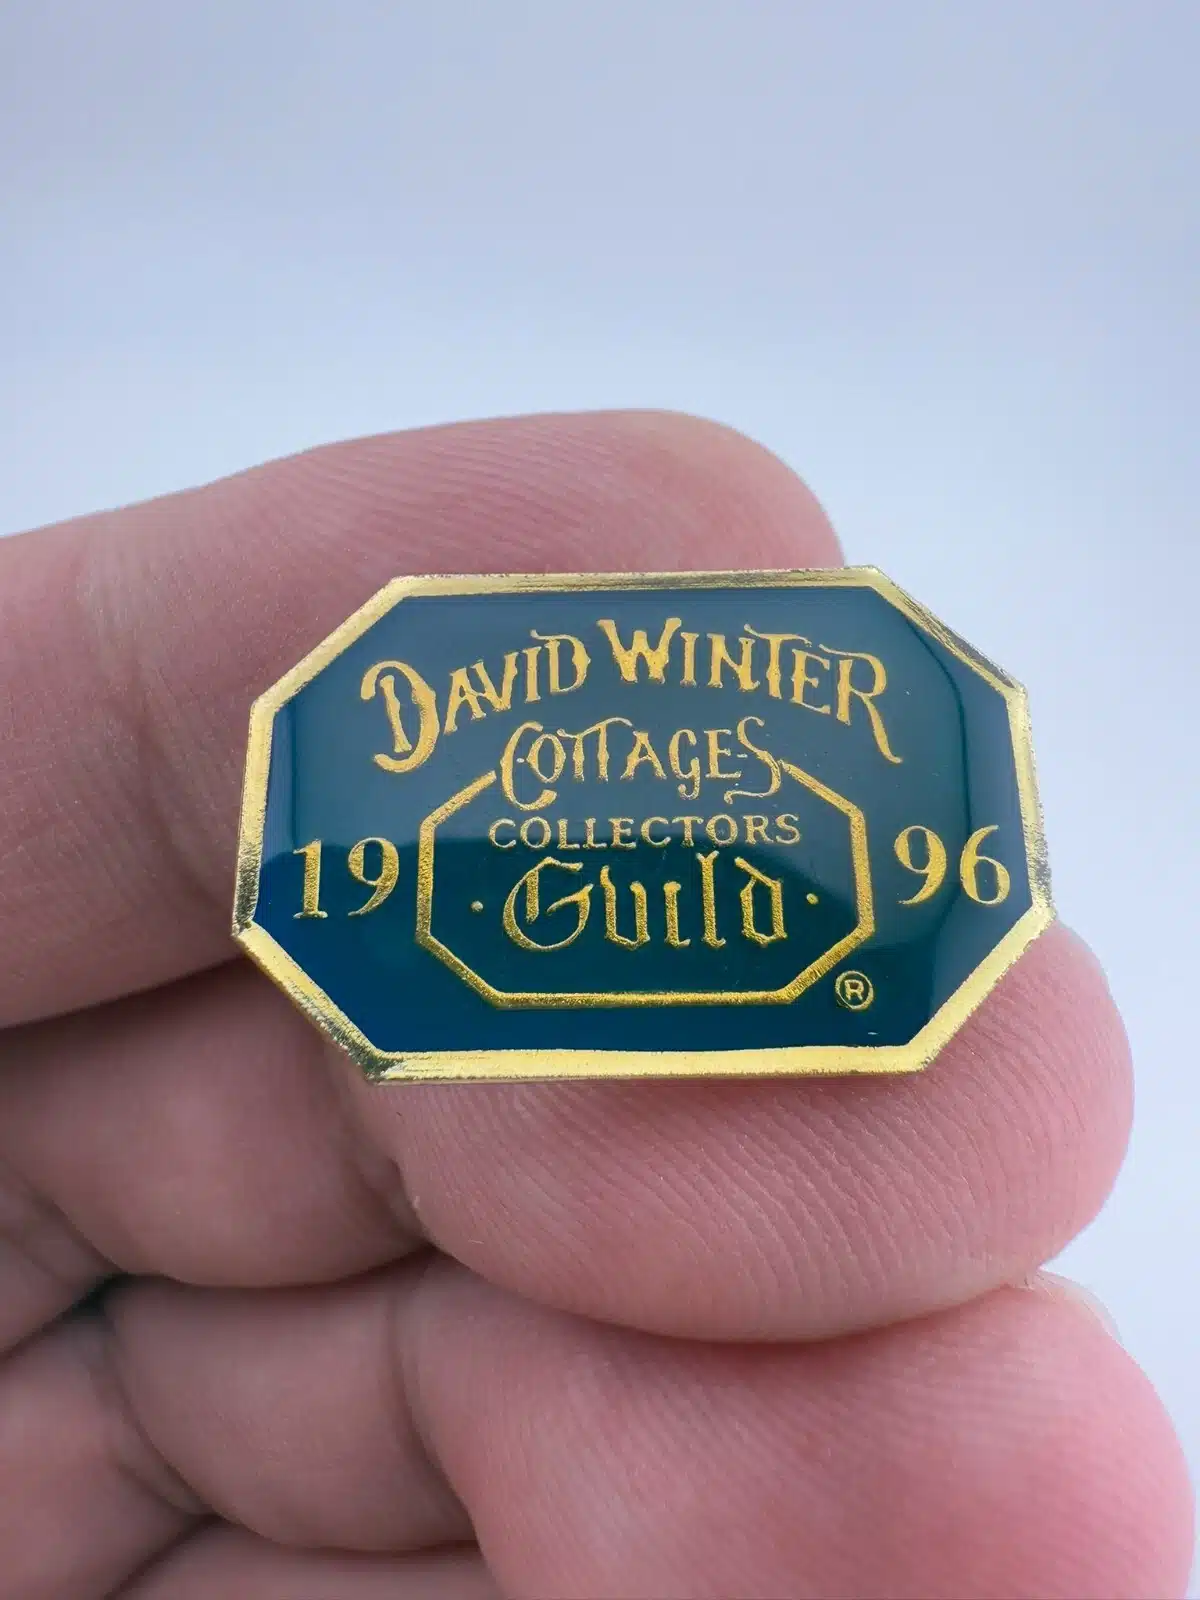 DAVID WINTER
COTTAGES
COLLECTORS
19 · Guild · 96
®